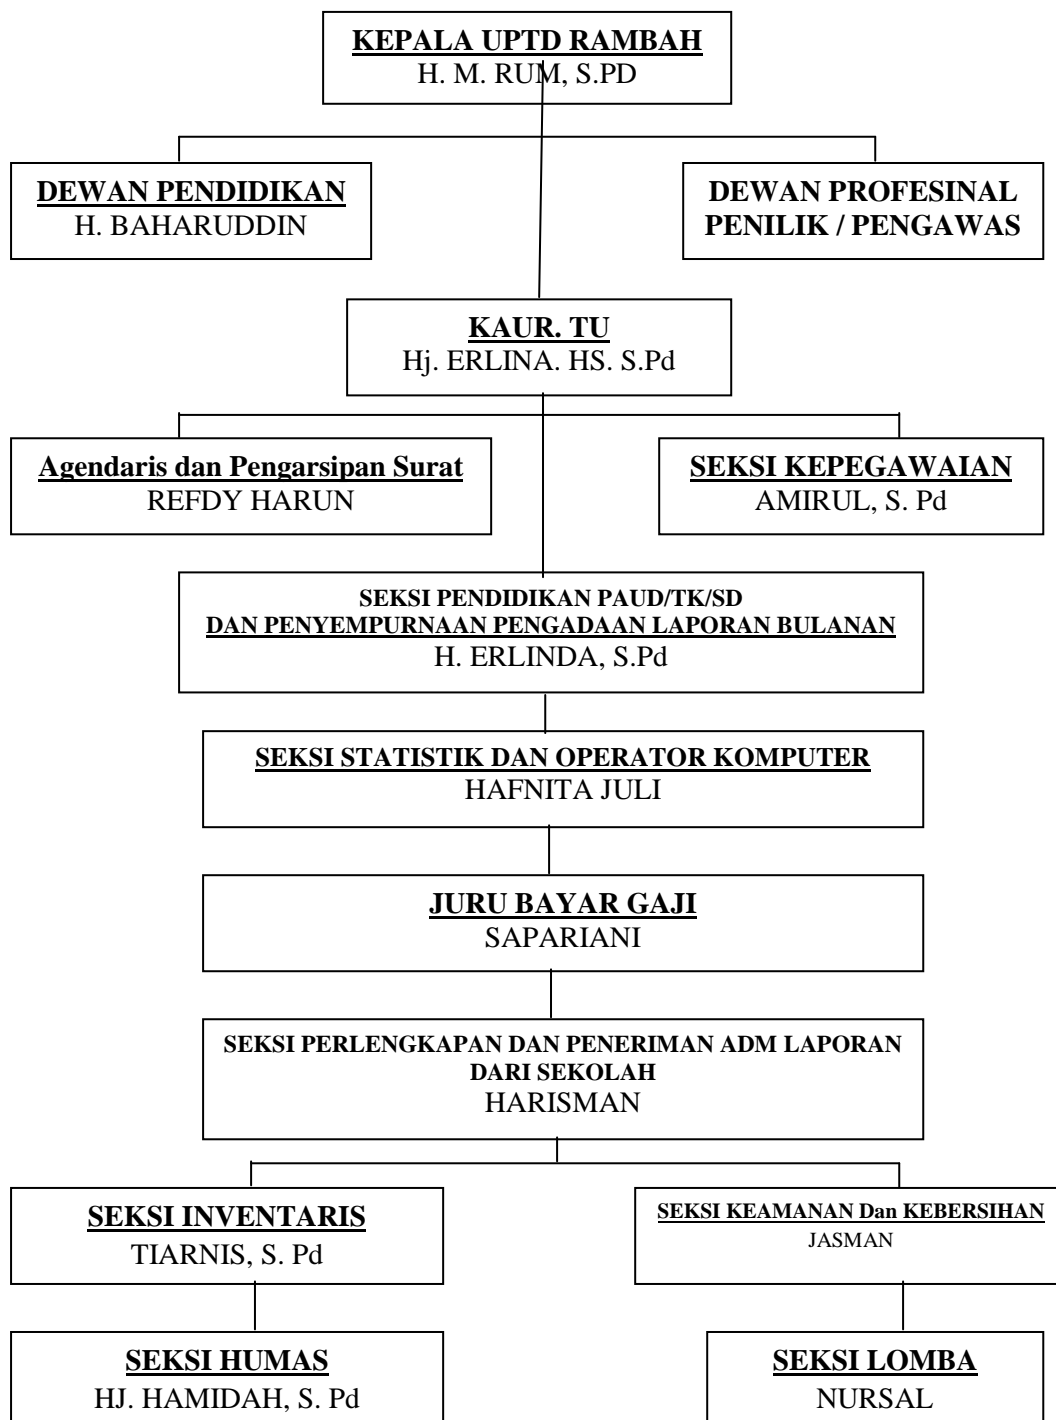 KEPALA UPTD RAMBAH
H. M. RUM, S.PD
DEWAN PENDIDIKAN
H. BAHARUDDIN
DEWAN PROFESINAL
PENILIK / PENGAWAS
KAUR. TU
Hj. ERLINA. HS. S.Pd
Agendaris dan Pengarsipan Surat
REFDY HARUN
SEKSI KEPEGAWAIAN
AMIRUL, S. Pd
SEKSI PENDIDIKAN PAUD/TK/SD
DAN PENYEMPURNAAN PENGADAAN LAPORAN BULANAN
H. ERLINDA, S.Pd
SEKSI STATISTIK DAN OPERATOR KOMPUTER
HAFNITA JULI
JURU BAYAR GAJI
SAPARIANI
SEKSI PERLENGKAPAN DAN PENERIMAN ADM LAPORAN
DARI SEKOLAH
HARISMAN
SEKSI INVENTARIS
TIARNIS, S. Pd
SEKSI KEAMANAN Dan KEBERSIHAN
JASMAN
SEKSI HUMAS
HJ. HAMIDAH, S. Pd
SEKSI LOMBA
NURSAL